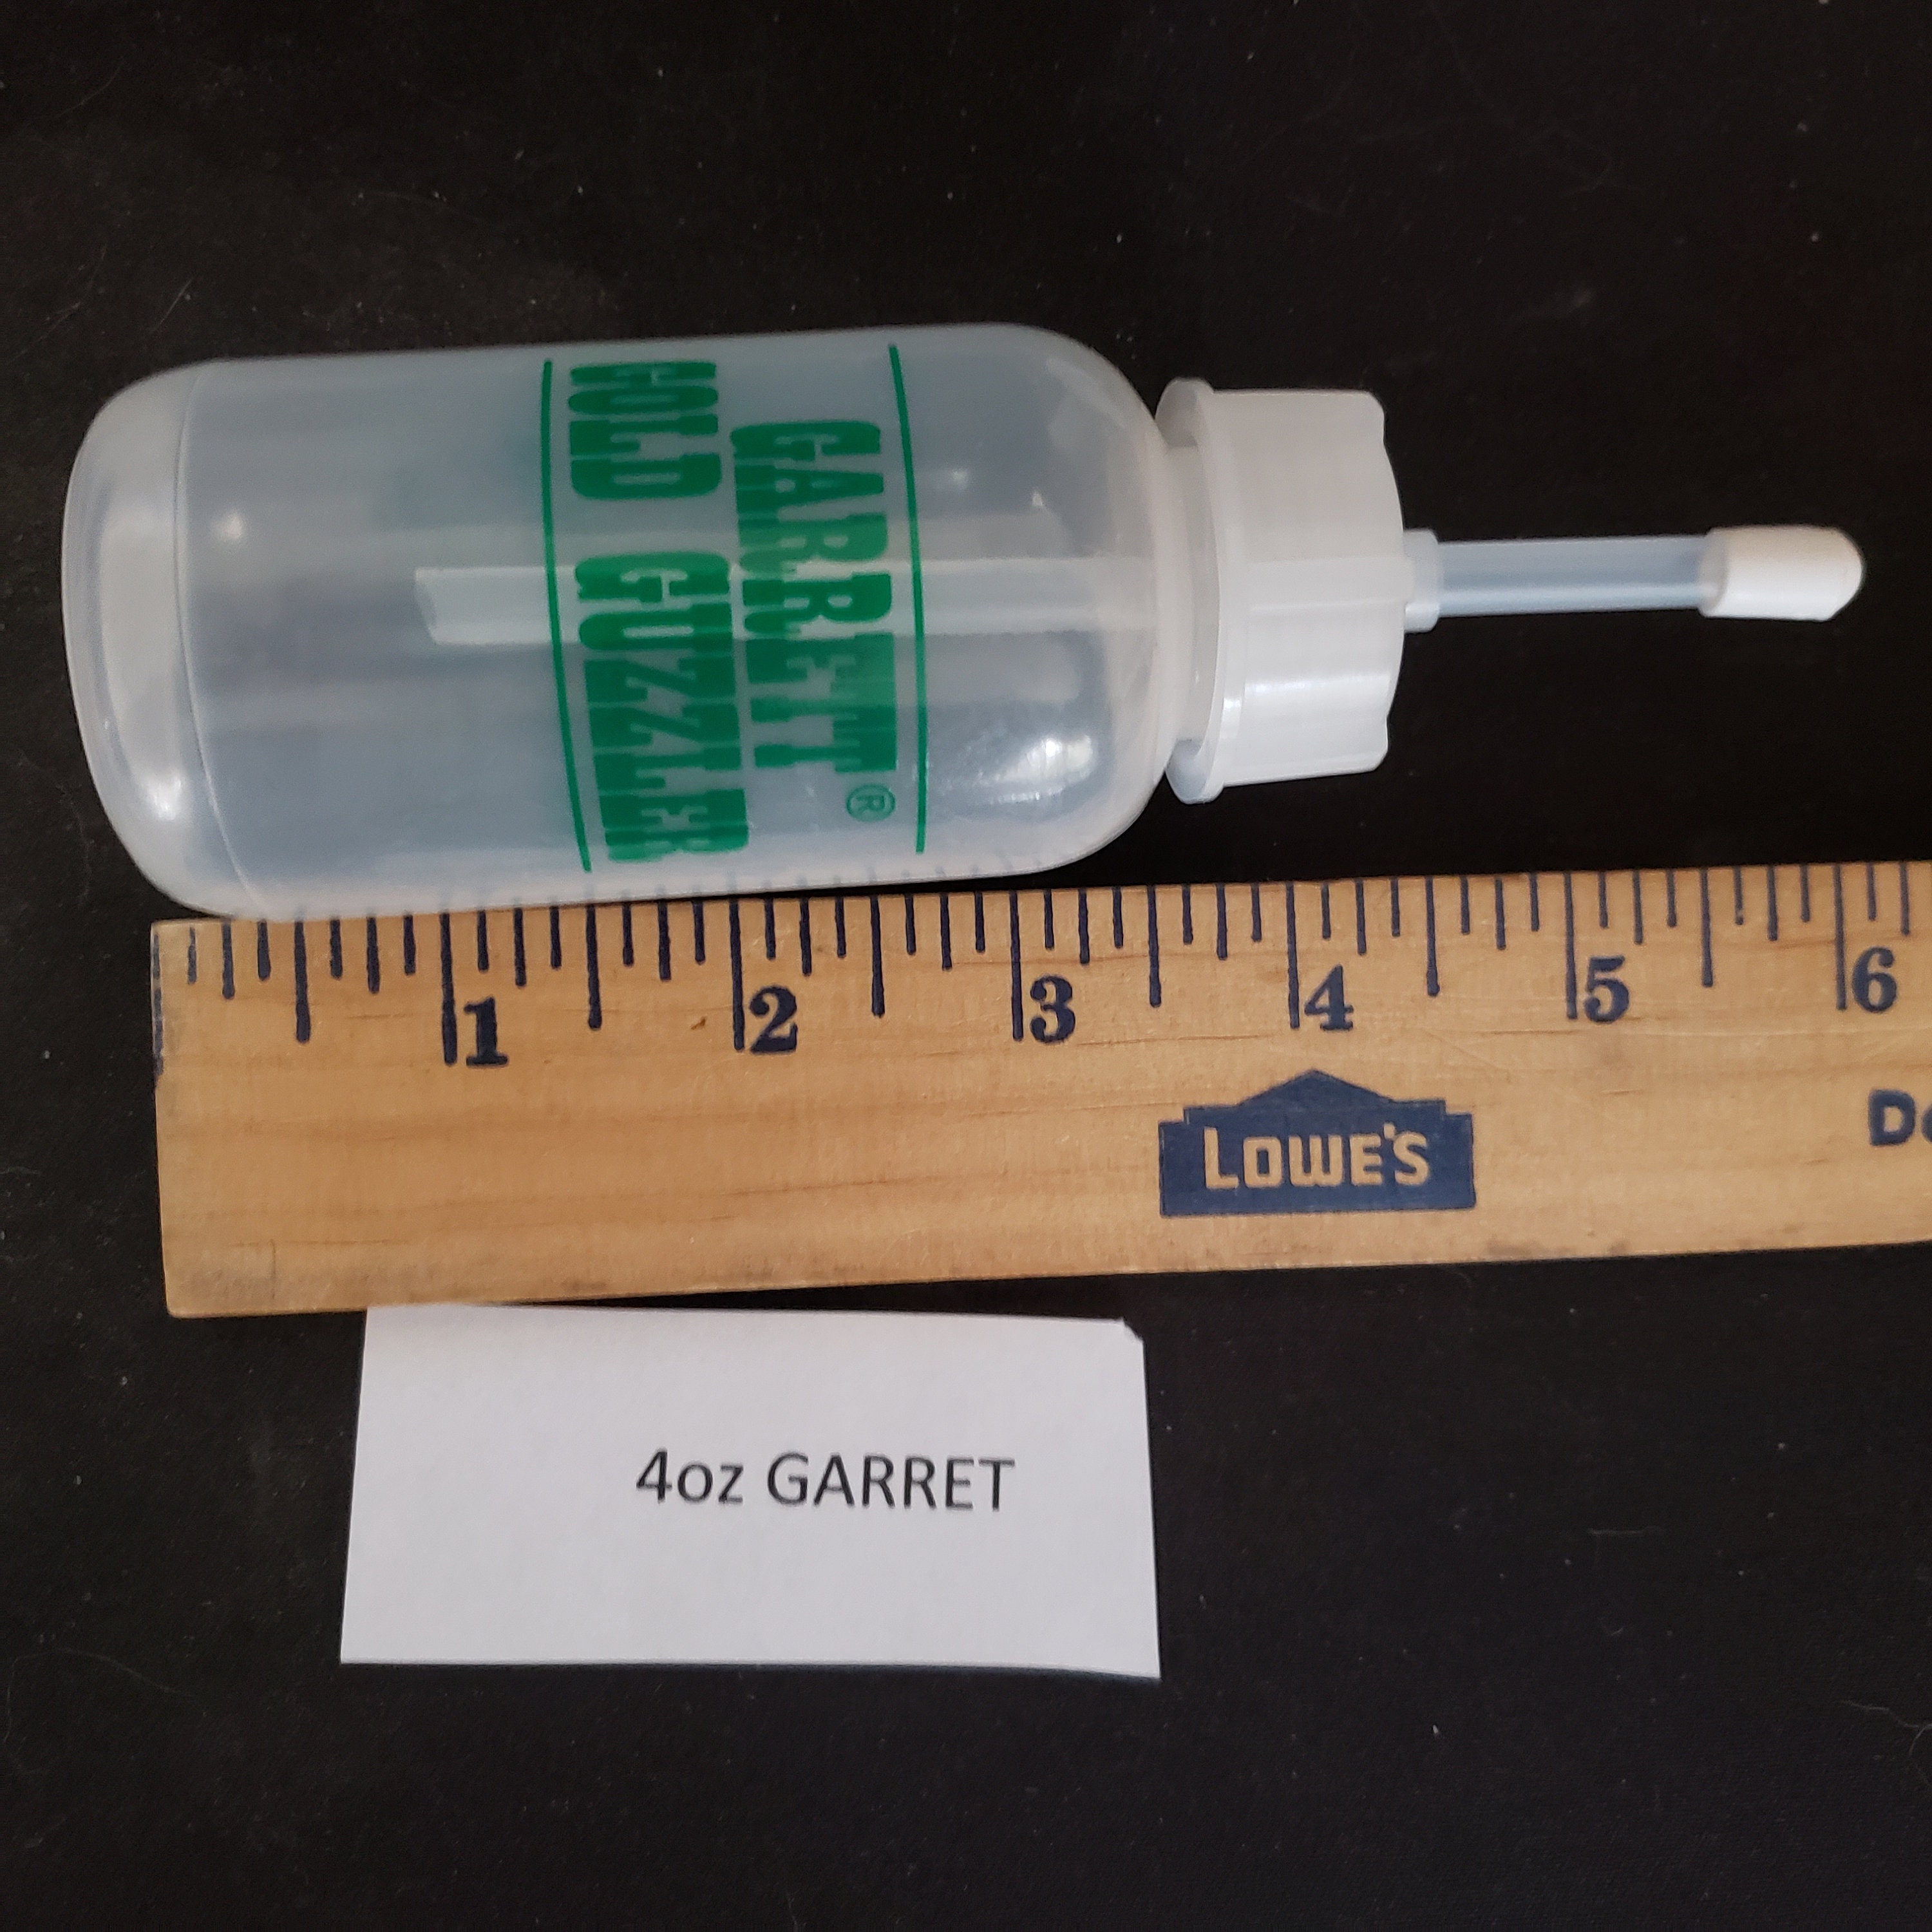 GARRETT®
GOLD GUZZLER
1 2 3 4 5 6
LOWE'S
4oz GARRET